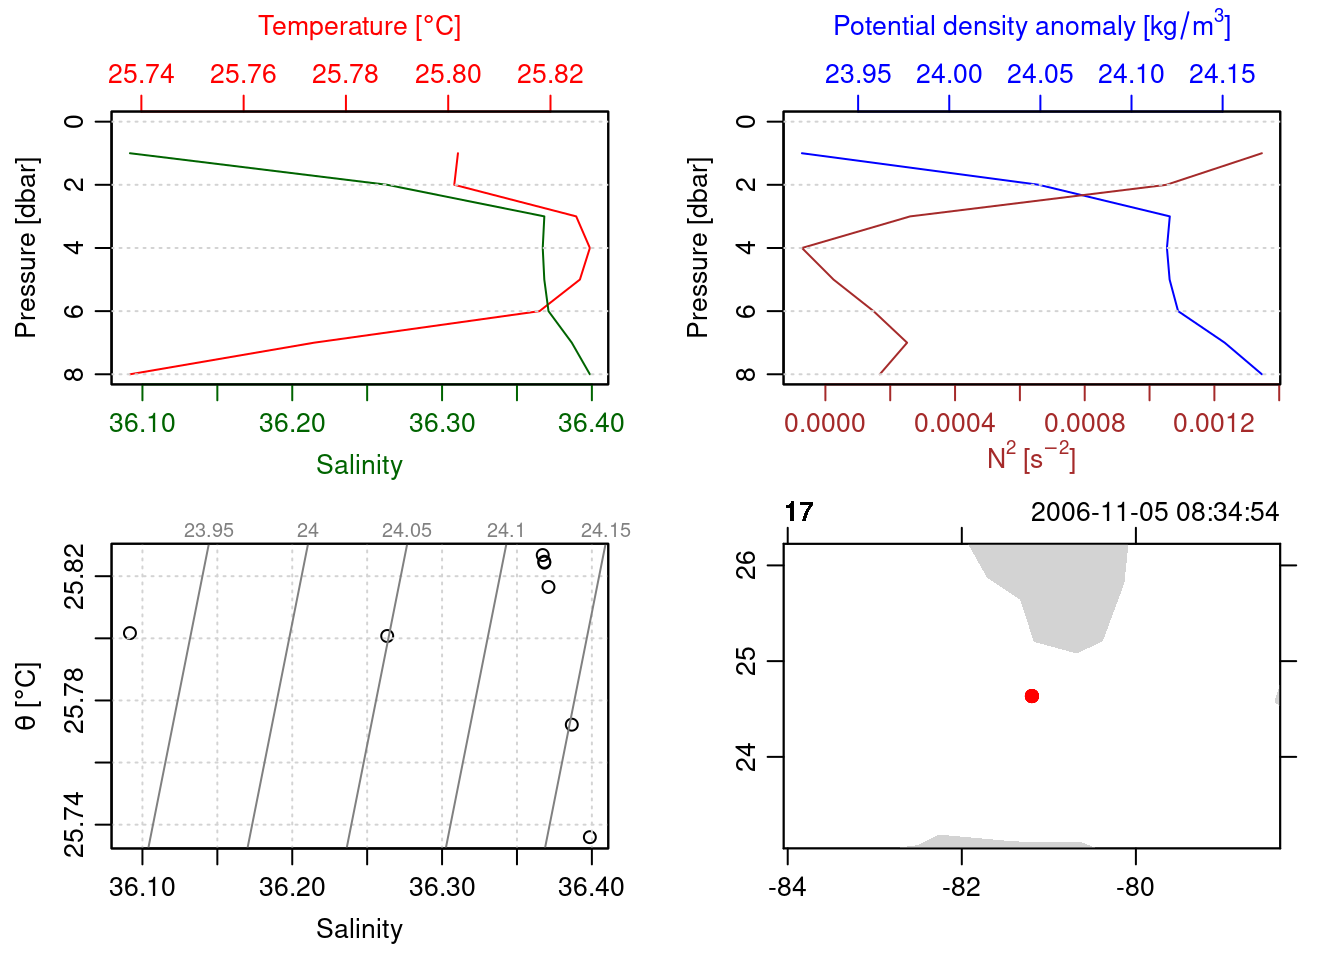 Temperature [°C]
25.74 25.76 25.78 25.80 25.82
Pressure [dbar]
0
2
4
6
8
36.10 36.20 36.30 36.40
Salinity
Potential density anomaly [kg/m³]
23.95 24.00 24.05 24.10 24.15
Pressure [dbar]
0
2
4
6
8
0.0000 0.0004 0.0008 0.0012
N² [s⁻²]
23.95 24 24.05 24.1 24.15
θ [°C]
25.82
25.78
25.74
36.10 36.20 36.30 36.40
Salinity
17 2006-11-05 08:34:54
26
25
24
-84 -82 -80